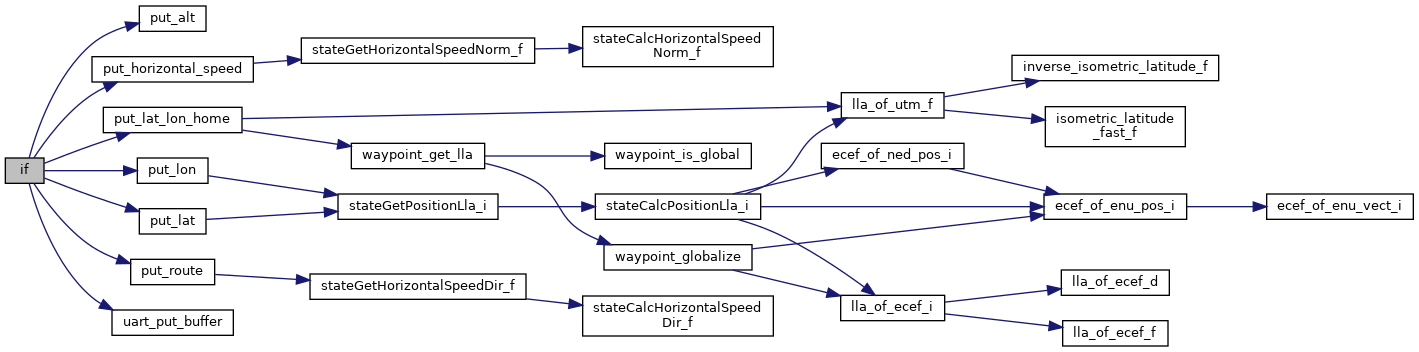 if
put_alt
put_horizontal_speed
put_lat_lon_home
put_lon
put_lat
put_route
uart_put_buffer
stateGetHorizontalSpeedNorm_f
waypoint_get_lla
stateGetPositionLla_i
stateGetHorizontalSpeedDir_f
stateCalcHorizontalSpeed
Norm_f
waypoint_is_global
stateCalcPositionLla_i
waypoint_globalize
stateCalcHorizontalSpeed
Dir_f
lla_of_utm_f
ecef_of_ned_pos_i
lla_of_ecef_i
inverse_isometric_latitude_f
isometric_latitude
_fast_f
ecef_of_enu_pos_i
lla_of_ecef_d
lla_of_ecef_f
ecef_of_enu_vect_i